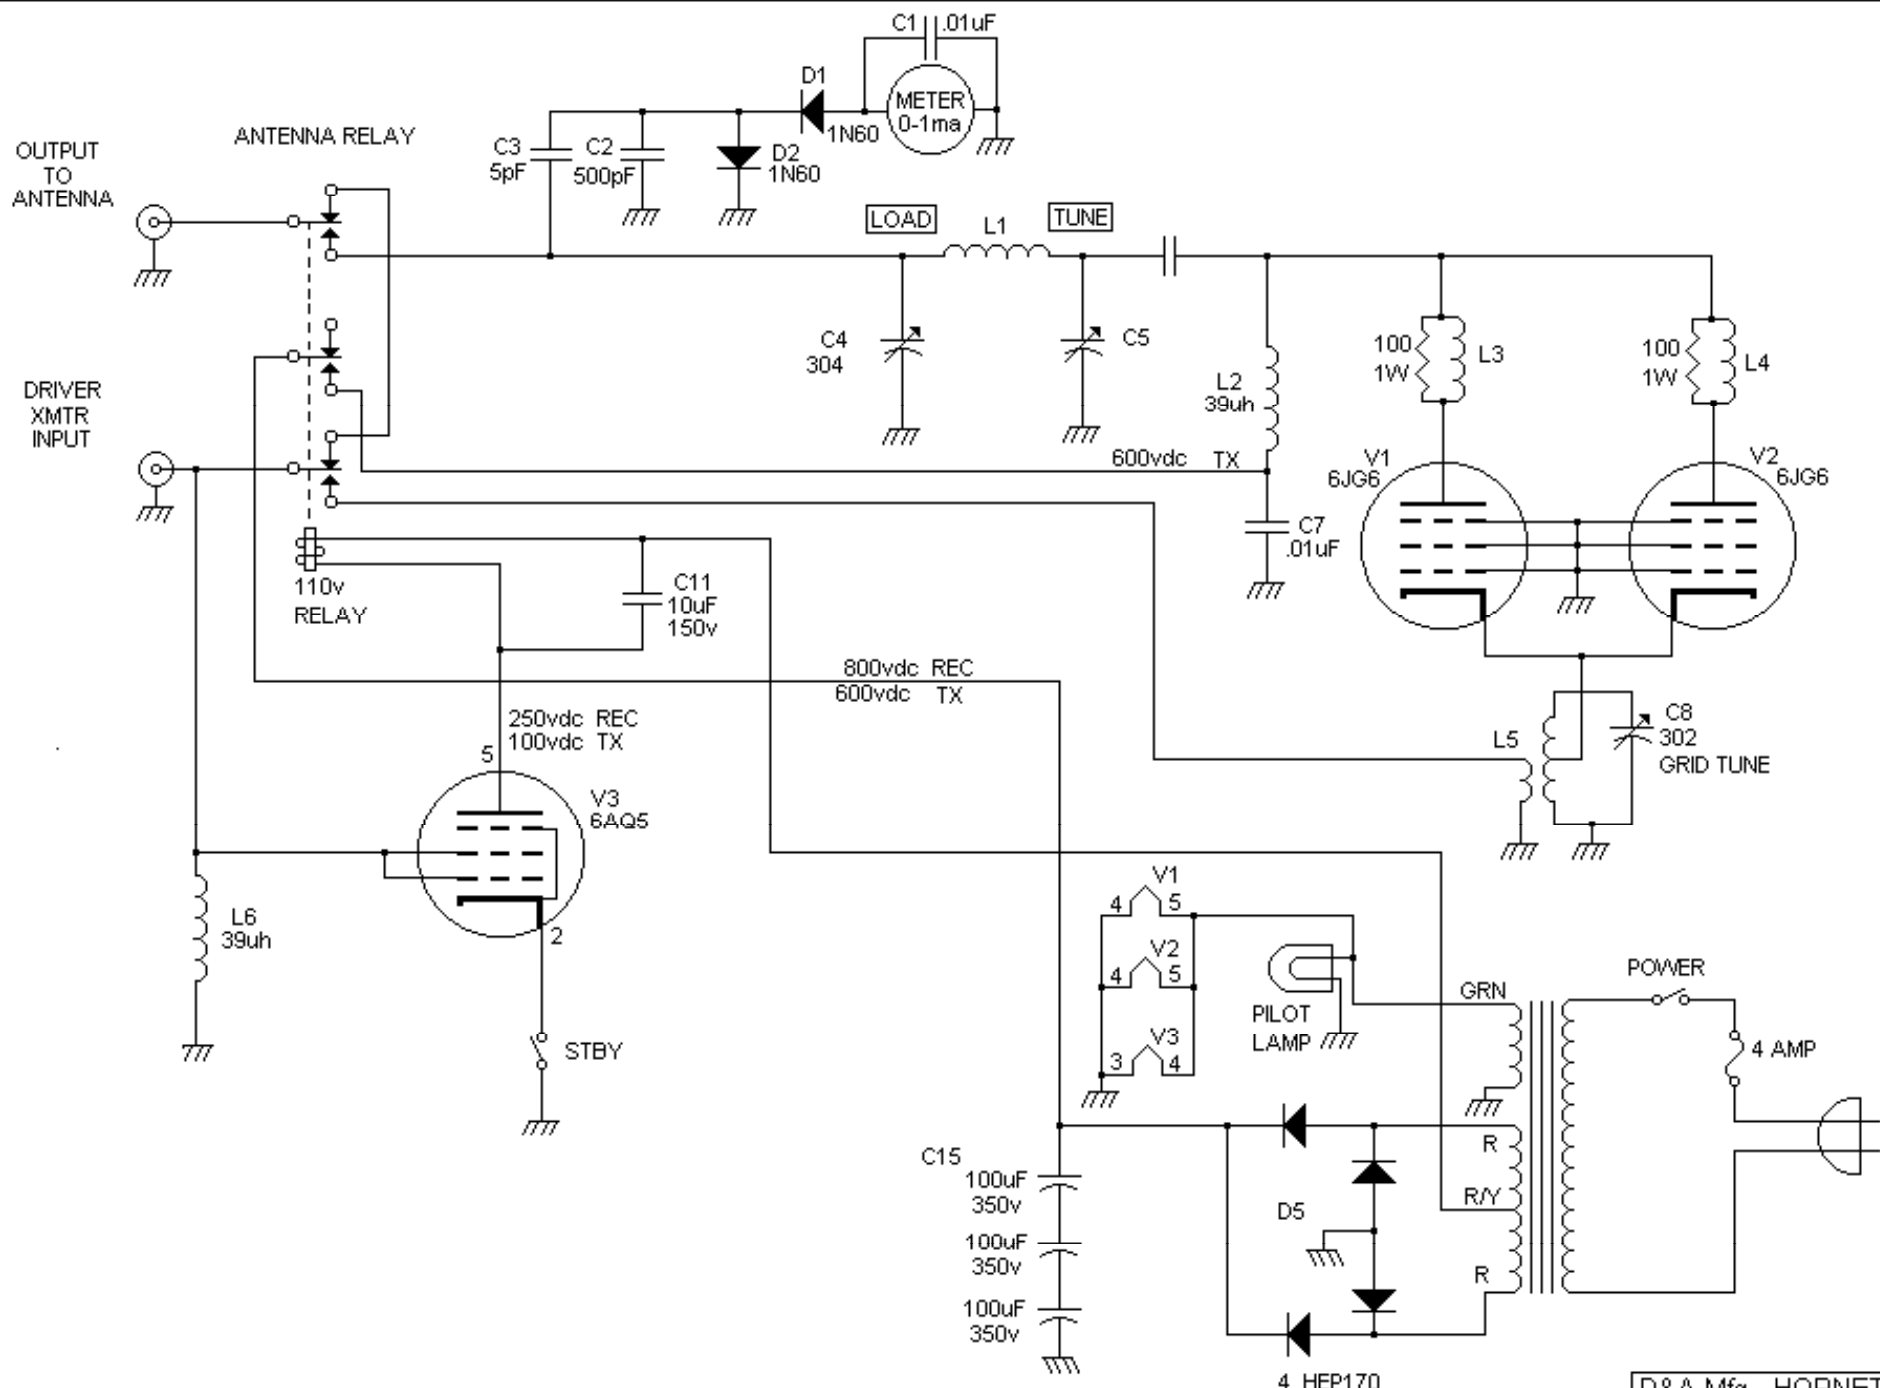 C1 .01uF
D1
METER
0-1ma
1N60
ANTENNA RELAY
OUTPUT
TO
ANTENNA
C3
5pF
C2
500pF
D2
1N60
LOAD
L1
TUNE
C4
304
C5
L2
39uh
100
1W
L3
100
1W
L4
DRIVER
XMTR
INPUT
600vdc TX
V1
6JG6
V2
6JG6
C7
.01uF
110v
RELAY
C11
10uF
150v
800vdc REC
600vdc TX
250vdc REC
100vdc TX
5
V3
6AQ5
2
L5
C8
302
GRID TUNE
L6
39uh
STBY
V1
4 5
V2
4 5
V3
3 4
PILOT
LAMP
GRN
POWER
4 AMP
R
R/Y
R
C15
100uF
350v
100uF
350v
100uF
350v
D5
4 HEP170
D&A Mfg HORNET